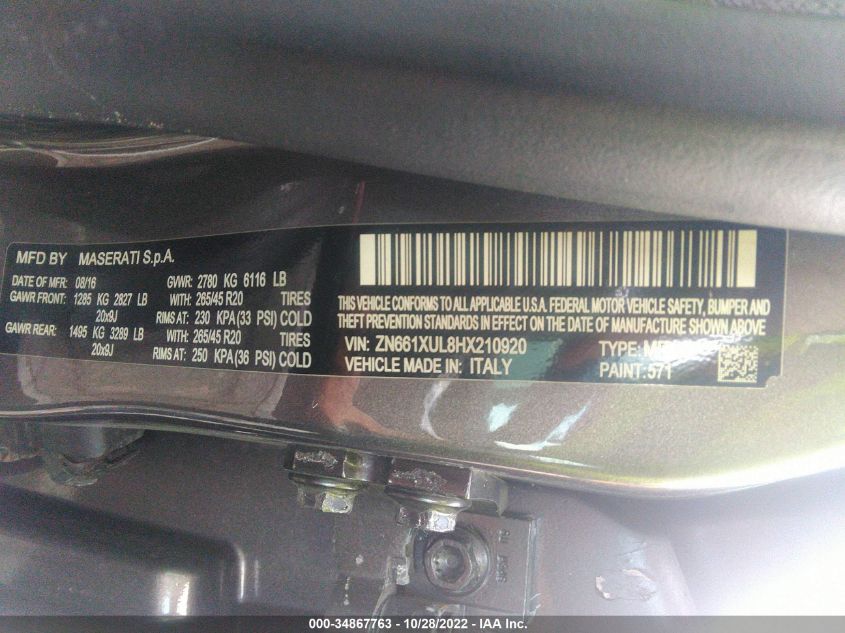 MFD BY MASERATI S.p.A.
DATE OF MFR: 08/16 GVWR: 2780 KG 6116 LB
GAWR FRONT: 1285 KG 2827 LB WITH: 265/45 R20 TIRES
20x9J RIMS AT: 230 KPA (33 PSI) COLD
GAWR REAR: 1495 KG 3289 LB WITH: 265/45 R20 TIRES
20x9J RIMS AT: 250 KPA (36 PSI) COLD
THIS VEHICLE CONFORMS TO ALL APPLICABLE U.S.A. FEDERAL MOTOR VEHICLE SAFETY, BUMPER AND
THEFT PREVENTION STANDARDS IN EFFECT ON THE DATE OF MANUFACTURE SHOWN ABOVE
VIN: ZN661XUL8HX210920 TYPE:
VEHICLE MADE IN: ITALY PAINT: 571
000-34867763 - 10/28/2022 - IAA Inc.